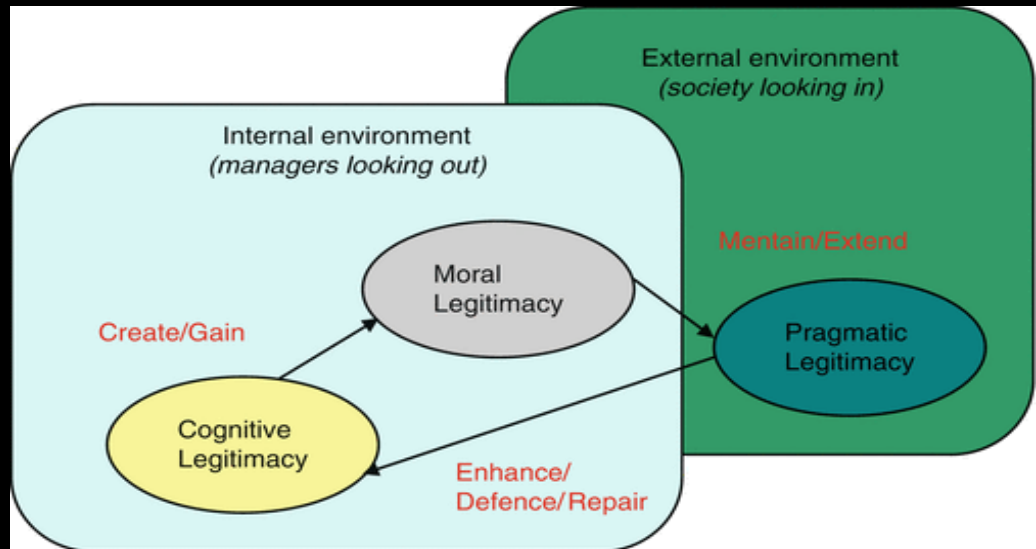 External environment
(society looking in)
Internal environment
(managers looking out)
Mentain/Extend
Moral
Legitimacy
Create/Gain
Pragmatic
Legitimacy
Cognitive
Legitimacy
Enhance/
Defence/Repair